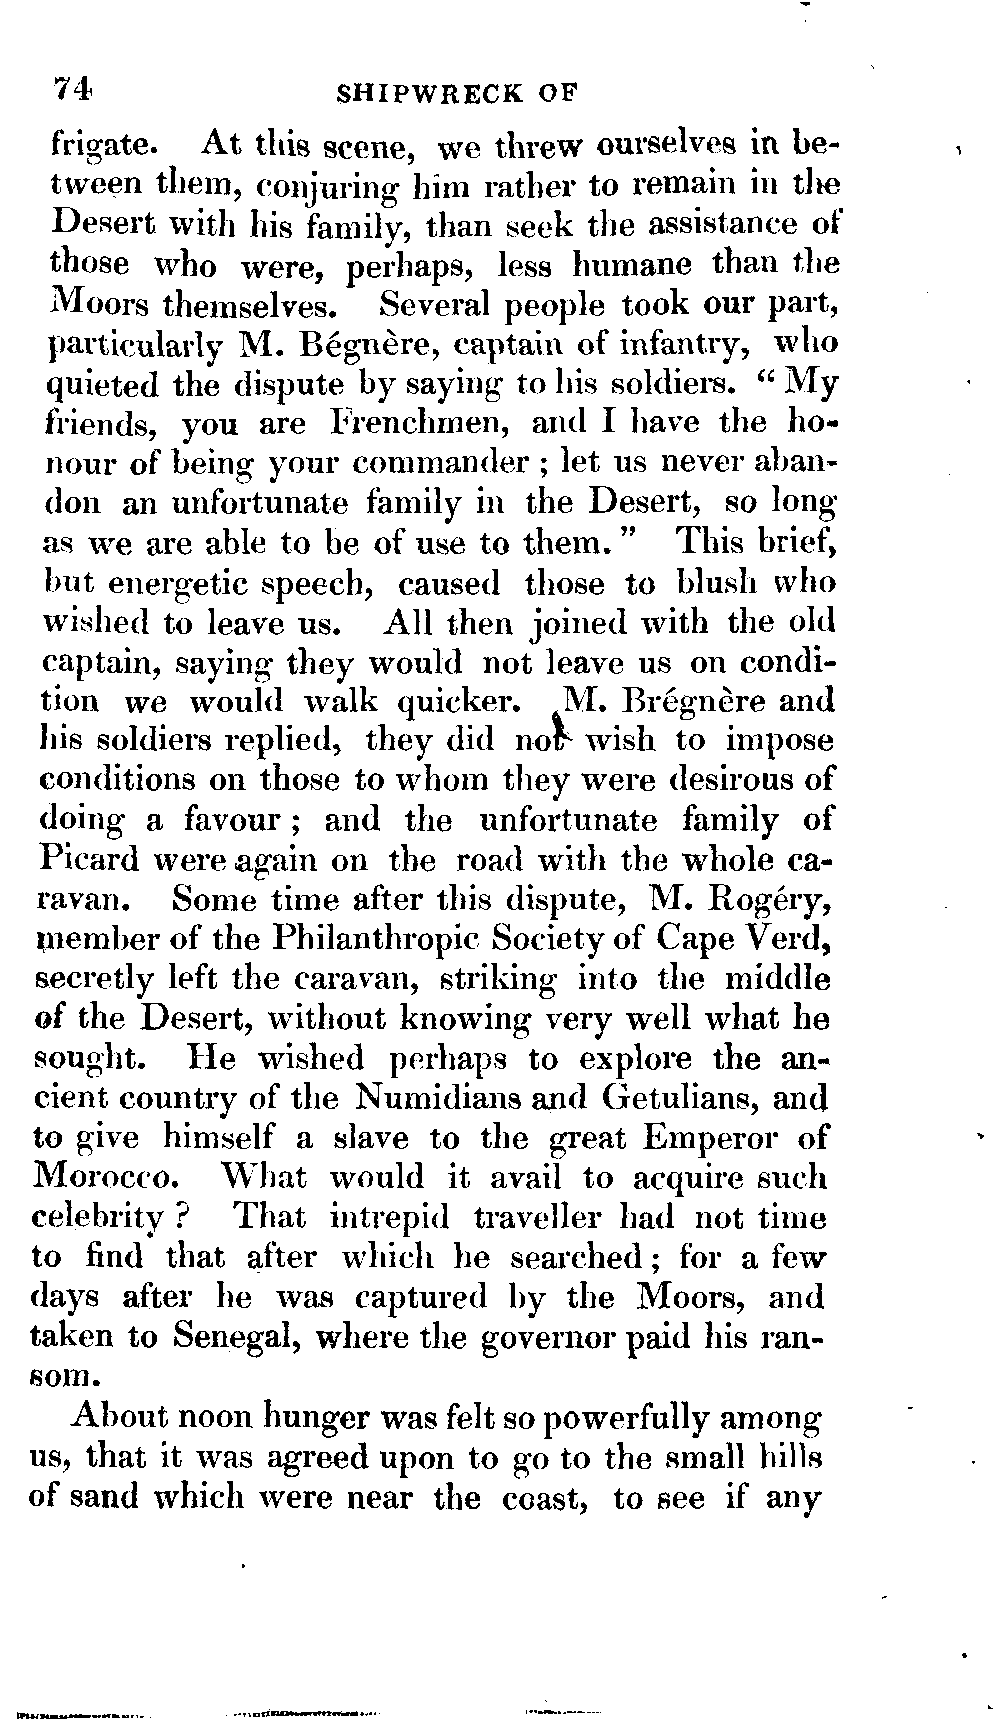 74 SHIPWRECK OF
frigate. At this scene, we threw ourselves in be-
tween them, conjuring him rather to remain in the
Desert with his family, than seek the assistance of
those who were, perhaps, less humane than the
Moors themselves. Several people took our part,
particularly M. Bégnère, captain of infantry, who
quieted the dispute by saying to his soldiers. “ My
friends, you are Frenchmen, and I have the ho-
nour of being your commander ; let us never aban-
don an unfortunate family in the Desert, so long
as we are able to be of use to them. ” This brief,
but energetic speech, caused those to blush who
wished to leave us. All then joined with the old
captain, saying they would not leave us on condi-
tion we would walk quicker. M. Brégnère and
his soldiers replied, they did not wish to impose
conditions on those to whom they were desirous of
doing a favour ; and the unfortunate family of
Picard were again on the road with the whole ca-
ravan. Some time after this dispute, M. Rogéry,
member of the Philanthropic Society of Cape Verd,
secretly left the caravan, striking into the middle
of the Desert, without knowing very well what he
sought. He wished perhaps to explore the an-
cient country of the Numidians and Getulians, and
to give himself a slave to the great Emperor of
Morocco. What would it avail to acquire such
celebrity ? That intrepid traveller had not time
to find that after which he searched ; for a few
days after he was captured by the Moors, and
taken to Senegal, where the governor paid his ran-
som.
About noon hunger was felt so powerfully among
us, that it was agreed upon to go to the small hills
of sand which were near the coast, to see if any